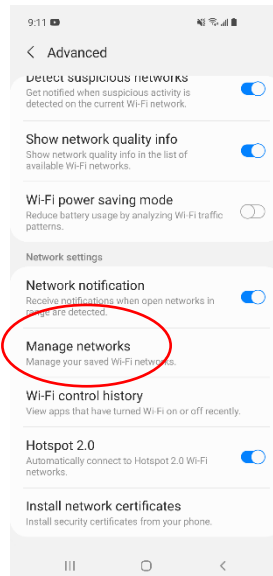 9:11
Advanced
Detect suspicious networks
Get notified when suspicious activity is
detected on the current Wi-Fi network.
Show network quality info
Show network quality info in the list of
available Wi-Fi networks.
Wi-Fi power saving mode
Reduce battery usage by analyzing Wi-Fi traffic
patterns.
Network settings
Network notification
Receive notifications when open networks in
range are detected.
Manage networks
Manage your saved Wi-Fi networks.
Wi-Fi control history
View apps that have turned Wi-Fi on or off recently.
Hotspot 2.0
Automatically connect to Hotspot 2.0 Wi-Fi
networks.
Install network certificates
Install security certificates from your phone.